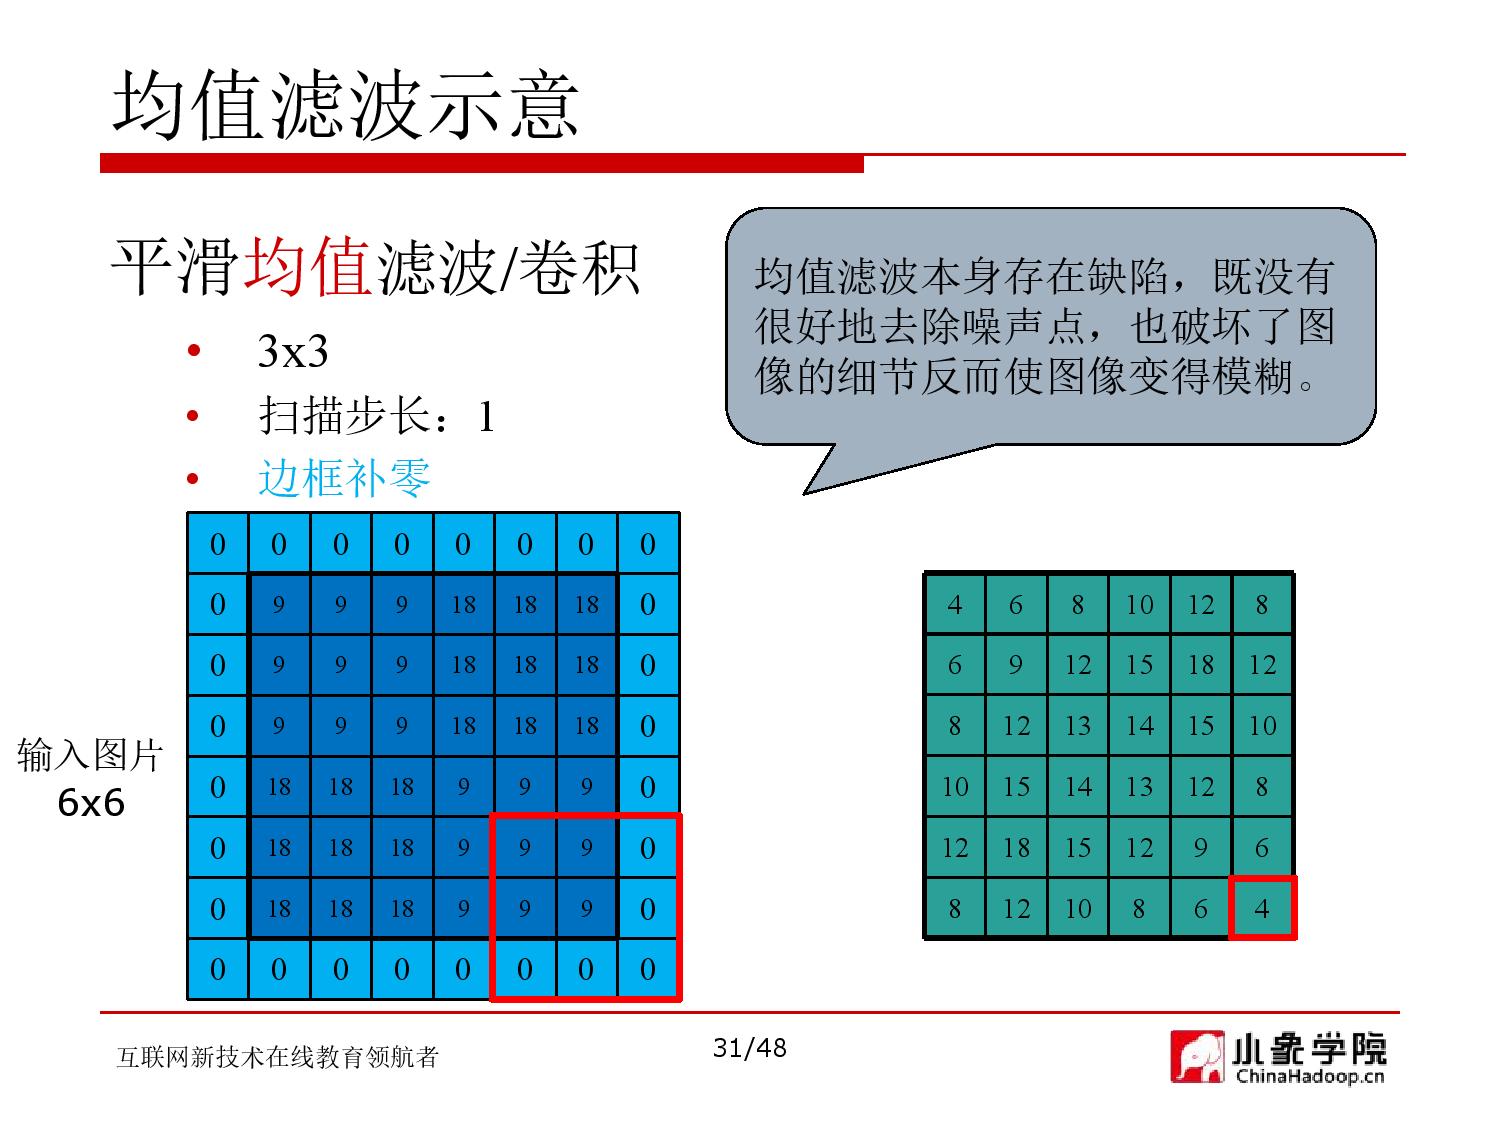 均值滤波示意
平滑均值滤波/卷积
• 3x3
• 扫描步长：1
• 边框补零
均值滤波本身存在缺陷，既没有
很好地去除噪声点，也破坏了图
像的细节反而使图像变得模糊。
输入图片
6x6
0 0 0 0 0 0 0 0
0 9 9 9 18 18 18 0
0 9 9 9 18 18 18 0
0 9 9 9 18 18 18 0
0 18 18 18 9 9 9 0
0 18 18 18 9 9 9 0
0 18 18 18 9 9 9 0
0 0 0 0 0 0 0 0
4 6 8 10 12 8
6 9 12 15 18 12
8 12 13 14 15 10
10 15 14 13 12 8
12 18 15 12 9 6
8 12 10 8 6 4
互联网新技术在线教育领航者
31/48
小象学院
ChinaHadoop.cn